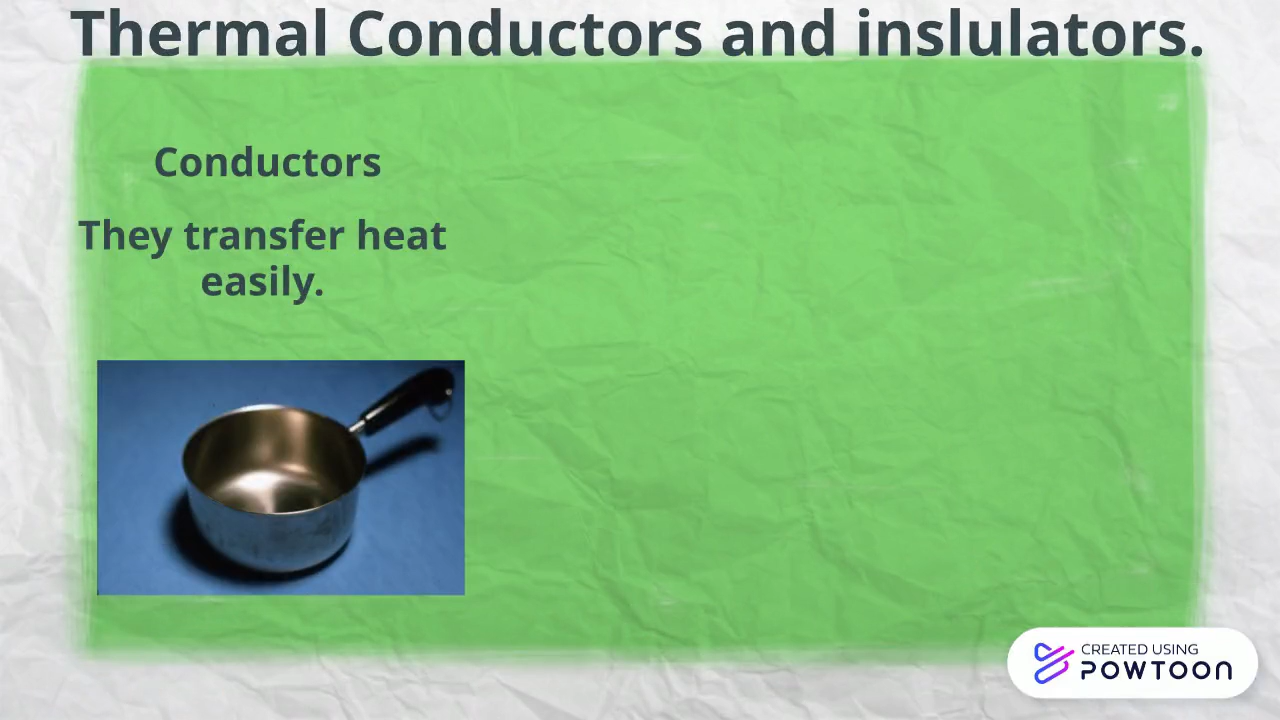 Thermal Conductors and inslulators.
Conductors
They transfer heat
easily.
CREATED USING
POWTOON